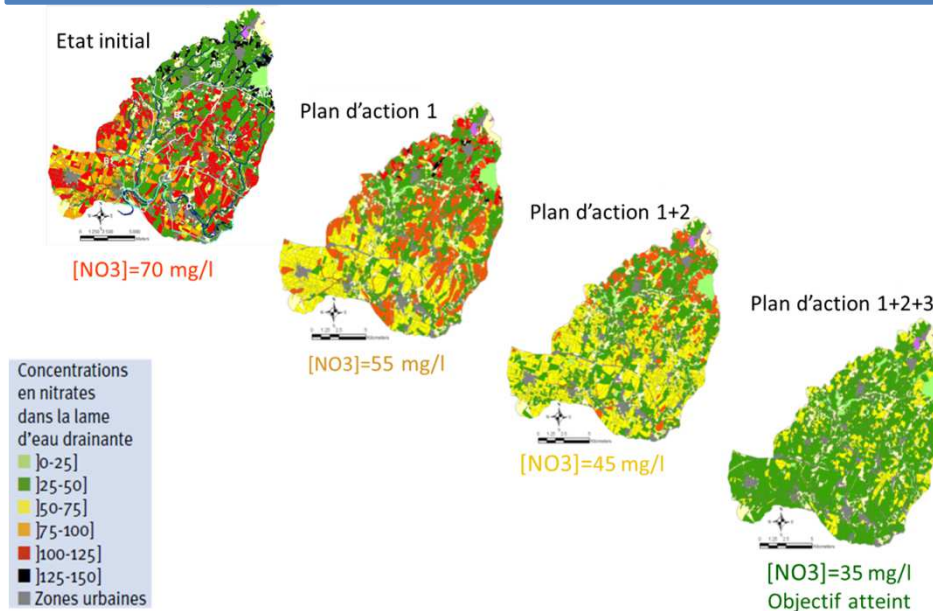 Etat initial
[NO3]=70 mg/l
Plan d'action 1
[NO3]=55 mg/l
Plan d'action 1+2
[NO3]=45 mg/l
Plan d'action 1+2+3
[NO3]=35 mg/l
Objectif atteint
Concentrations
en nitrates
dans la lame
d'eau drainante
]0-25]
]25-50]
]50-75]
]75-100]
]100-125]
]125-150]
Zones urbaines